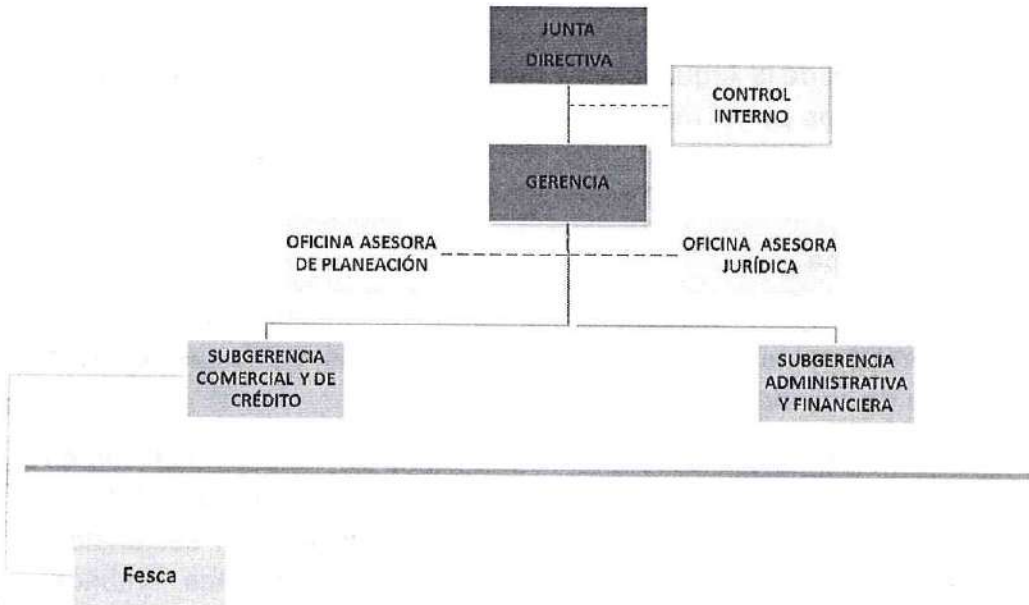 JUNTA
DIRECTIVA
CONTROL
INTERNO
GERENCIA
OFICINA ASESORA
DE PLANEACIÓN
OFICINA ASESORA
JURÍDICA
SUBGERENCIA
COMERCIAL Y DE
CRÉDITO
SUBGERENCIA
ADMINISTRATIVA
Y FINANCIERA
Fesca